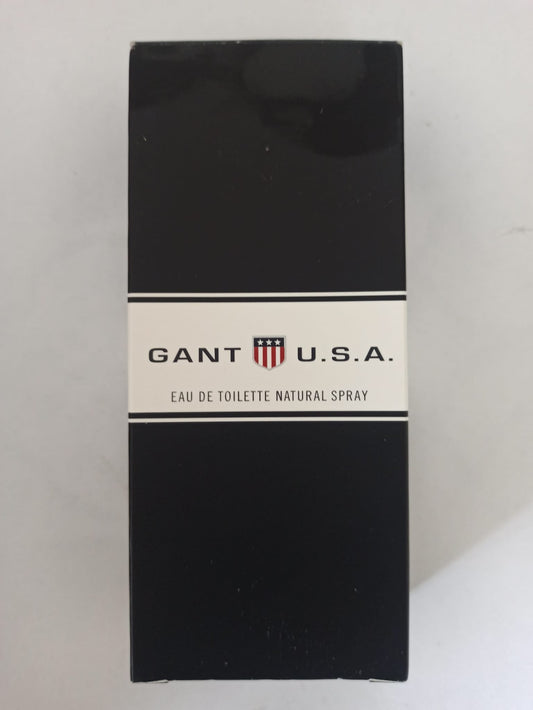 GANT U.S.A.
EAU DE TOILETTE NATURAL SPRAY